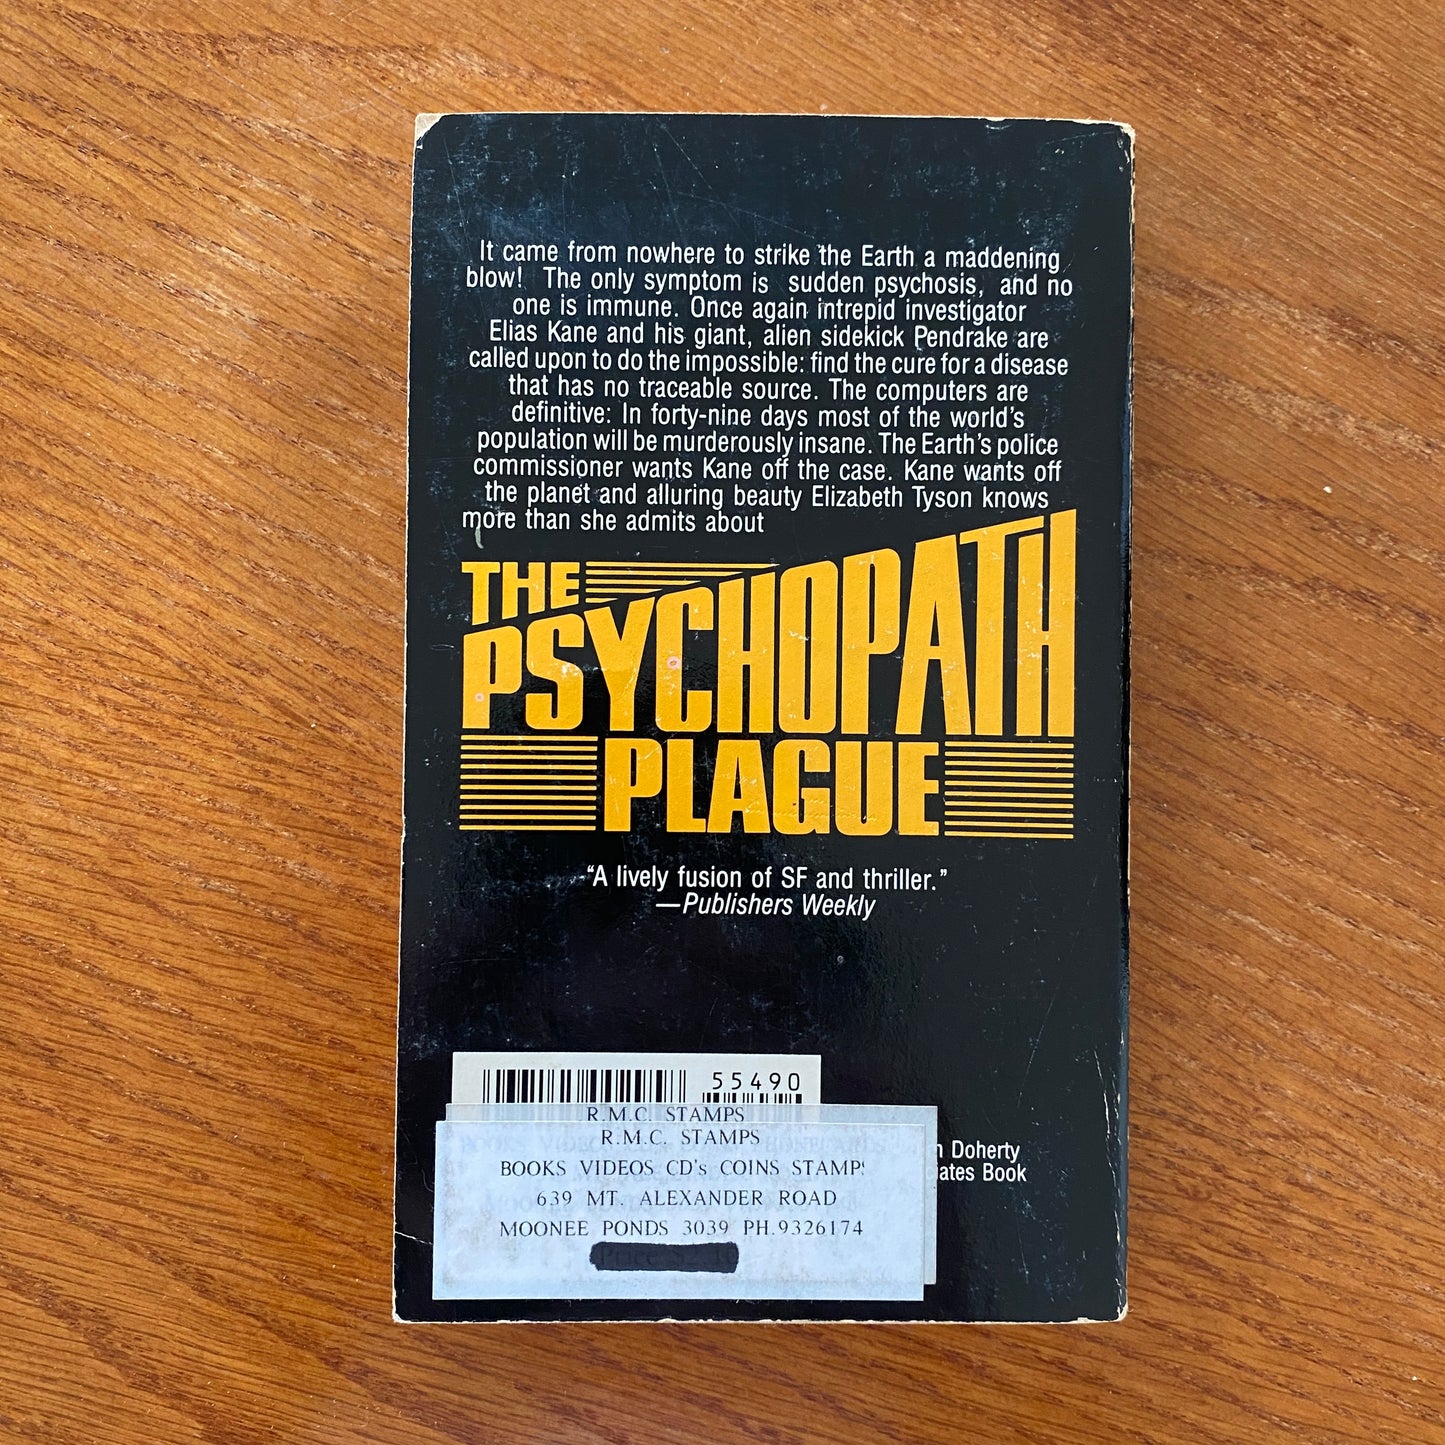 It came from nowhere to strike the Earth a maddening
blow! The only symptom is sudden psychosis, and no
one is immune. Once again intrepid investigator
Elias Kane and his giant, alien sidekick Pendrake are
called upon to do the impossible: find the cure for a disease
that has no traceable source. The computers are
definitive: In forty-nine days most of the world's
population will be murderously insane. The Earth's police
commissioner wants Kane off the case. Kane wants off
the planet and alluring beauty Elizabeth Tyson knows
more than she admits about
THE
PSYCHOPATH
PLAGUE
"A lively fusion of SF and thriller."
—Publishers Weekly
55490
R.M.C. STAMPS
R.M.C. STAMPS
BOOKS VIDEOS CD's COINS STAMPS
639 MT. ALEXANDER ROAD
MOONEE PONDS 3039 PH.9326174
Doherty
Book